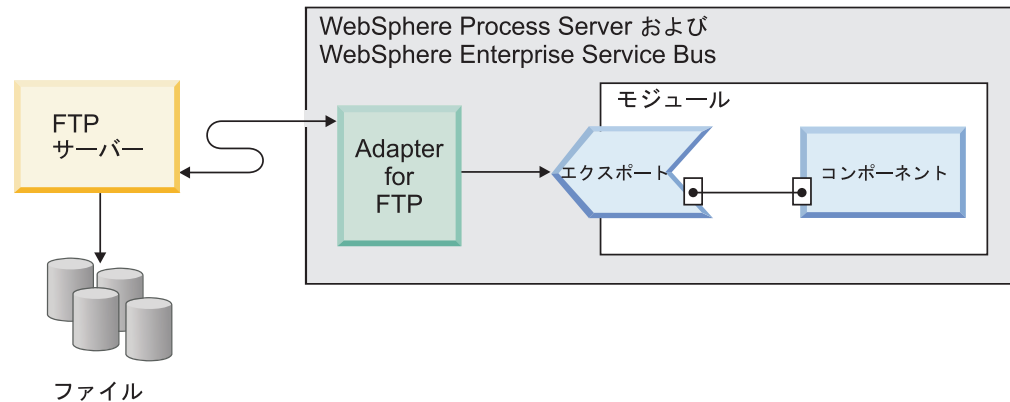 WebSphere Process Server および
WebSphere Enterprise Service Bus
モジュール
FTP
サーバー
Adapter
for
FTP
エクスポート
コンポーネント
ファイル